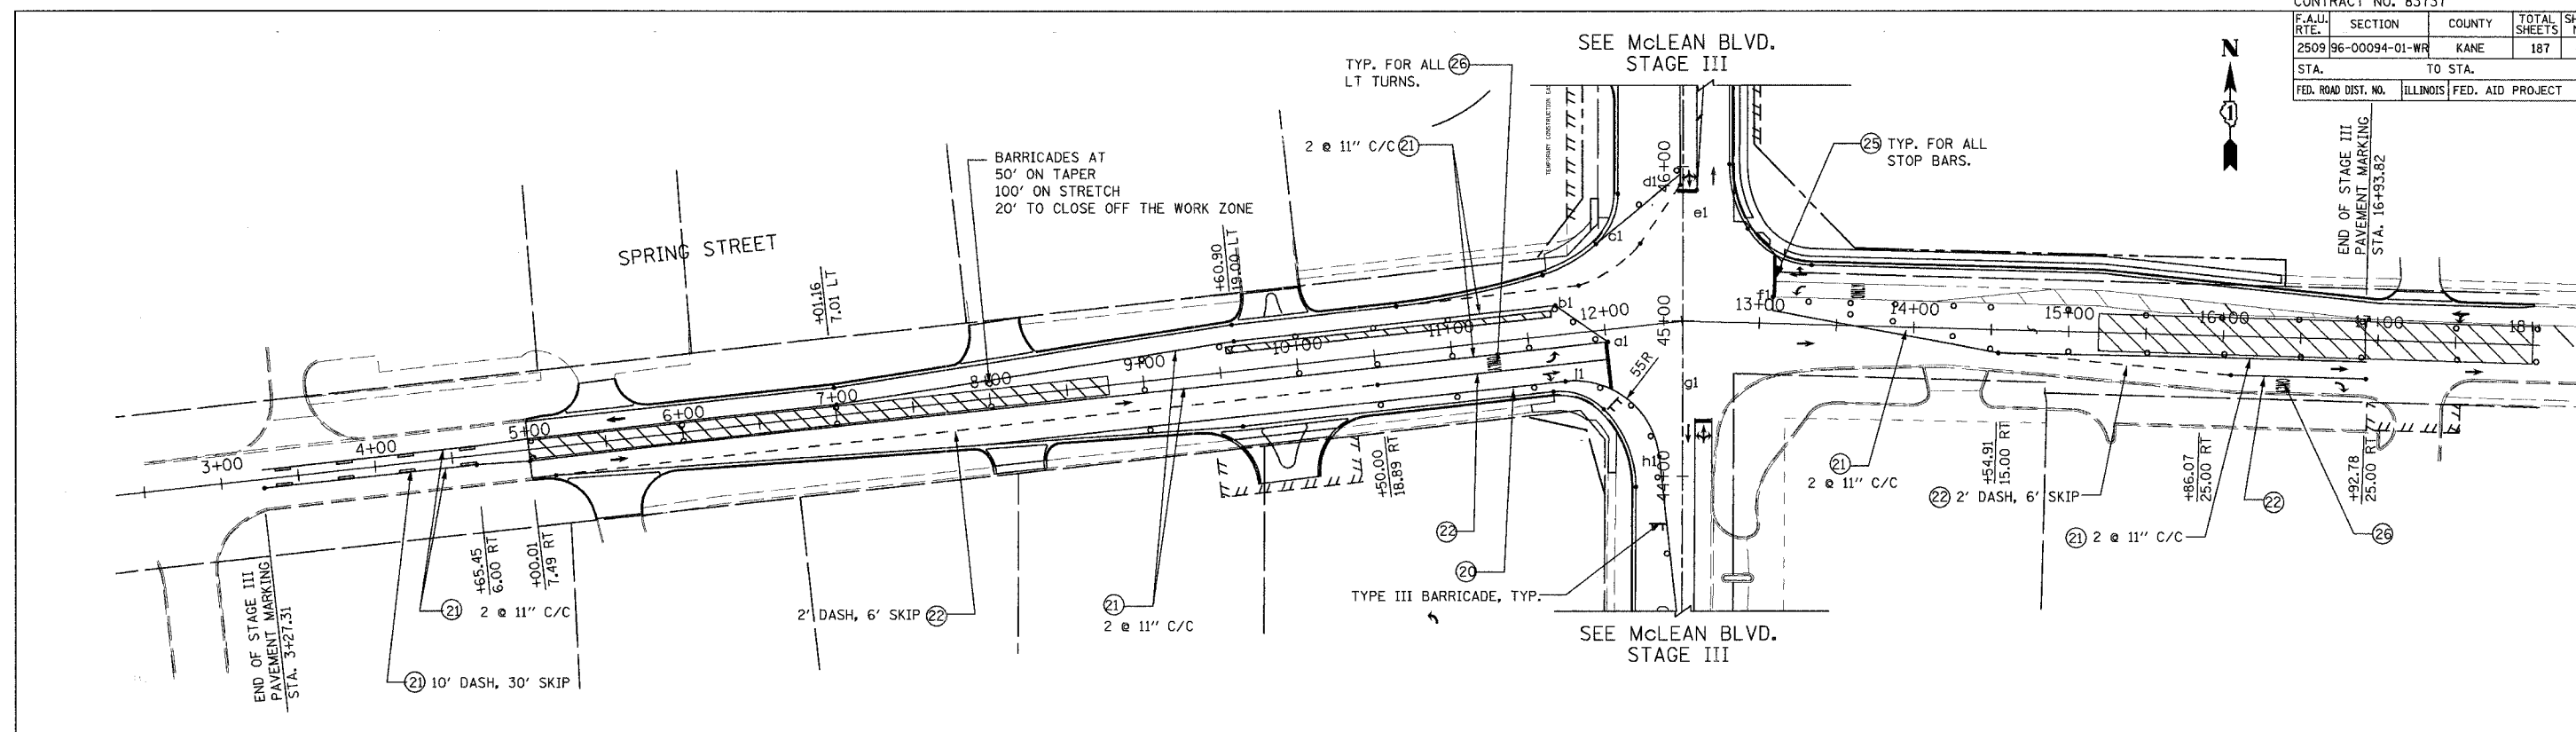 CONTRACT NO. 83737
F.A.U. RTE. SECTION COUNTY TOTAL SHEETS
2509 96-00094-01-WR KANE 187
STA. TO STA.
FED. ROAD DIST. NO. ILLINOIS FED. AID PROJECT
N
1
SEE McLEAN BLVD.
STAGE III
TYP. FOR ALL 26
LT TURNS.
2 @ 11" C/C 21
25 TYP. FOR ALL
STOP BARS.
END OF STAGE III
PAVEMENT MARKING
STA. 16+93.82
BARRICADES AT
50' ON TAPER
100' ON STRETCH
20' TO CLOSE OFF THE WORK ZONE
SPRING STREET
+01.16
7.01 LT
+60.90
19.00 LT
46+00
d1
e1
c1
b1
a1
f1
l1
g1
h1
55R
45+00
44+00
3+00
4+00
5+00
6+00
7+00
8+00
9+00
10+00
11+00
12+00
13+00
14+00
15+00
16+00
17+00
18
ONLY
ONLY
ONLY
END OF STAGE III
PAVEMENT MARKING
STA. 3+27.31
+65.45
6.00 RT
+00.01
7.49 RT
+50.00
18.89 RT
+54.91
15.00 RT
+86.07
25.00 RT
+92.78
25.00 RT
21 2 @ 11" C/C
21 10' DASH, 30' SKIP
2' DASH, 6' SKIP 22
21
2 @ 11" C/C
22
20
TYPE III BARRICADE, TYP.
21
2 @ 11" C/C
22 2' DASH, 6' SKIP
21 2 @ 11" C/C
22
26
SEE McLEAN BLVD.
STAGE III